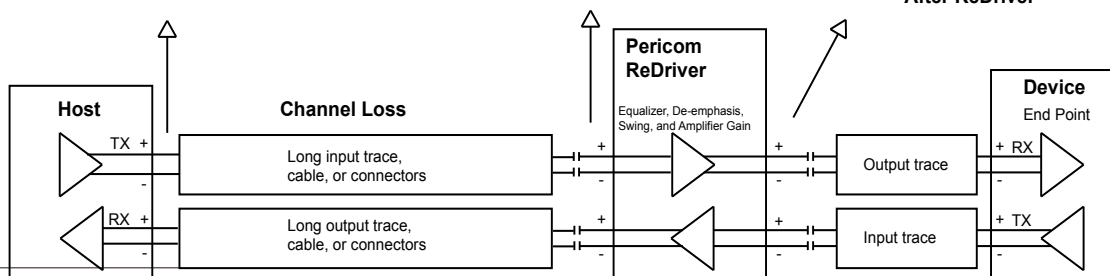 After ReDriver
Pericom
ReDriver
Equalizer, De-emphasis,
Swing, and Amplifier Gain
Host
Channel Loss
Device
End Point
TX + + + + RX
Long input trace,
cable, or connectors
Output trace
- - - -
RX + + + + TX
Long output trace,
cable, or connectors
Input trace
- - - -